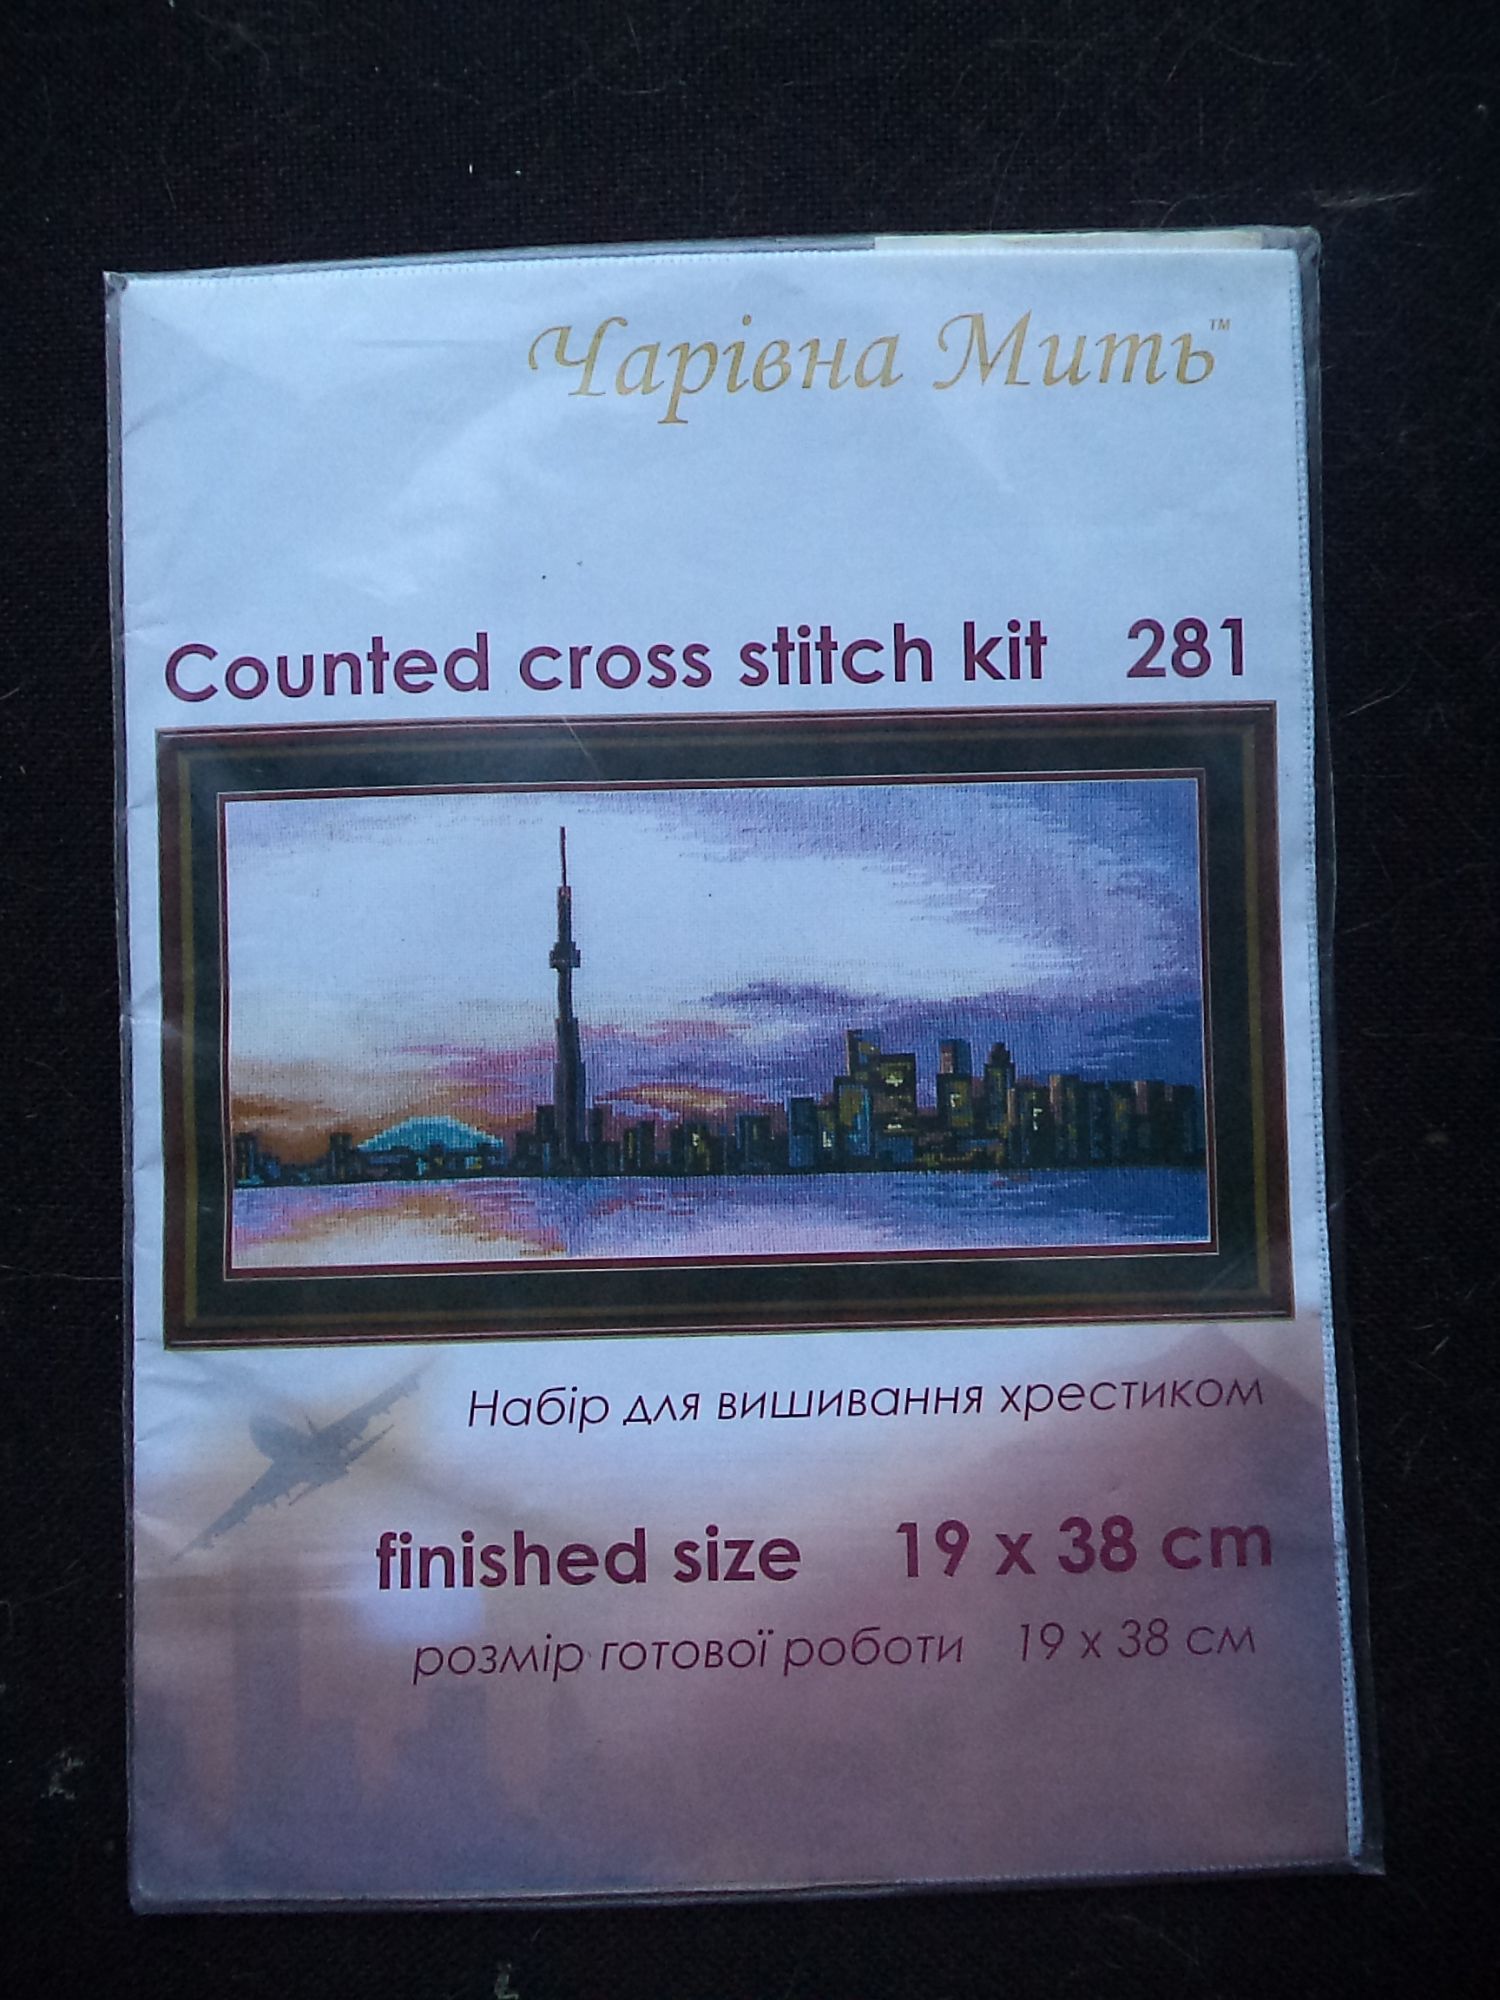 Чарівна Мить™
Counted cross stitch kit 281
Набір для вишивання хрестиком
finished size 19 x 38 cm
розмір готової роботи 19 х 38 см